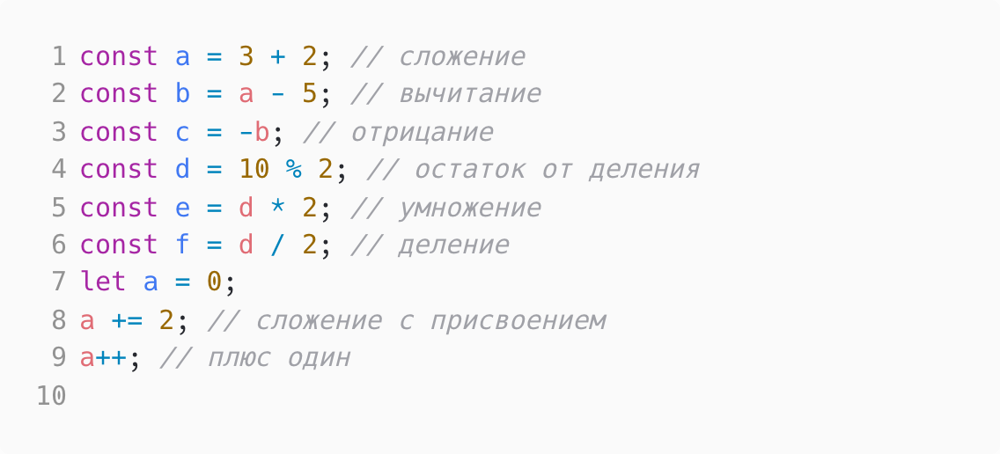 1 const a = 3 + 2; // сложение
2 const b = a - 5; // вычитание
3 const c = -b; // отрицание
4 const d = 10 % 2; // остаток от деления
5 const e = d * 2; // умножение
6 const f = d / 2; // деление
7 let a = 0;
8 a += 2; // сложение с присвоением
9 a++; // плюс один
10